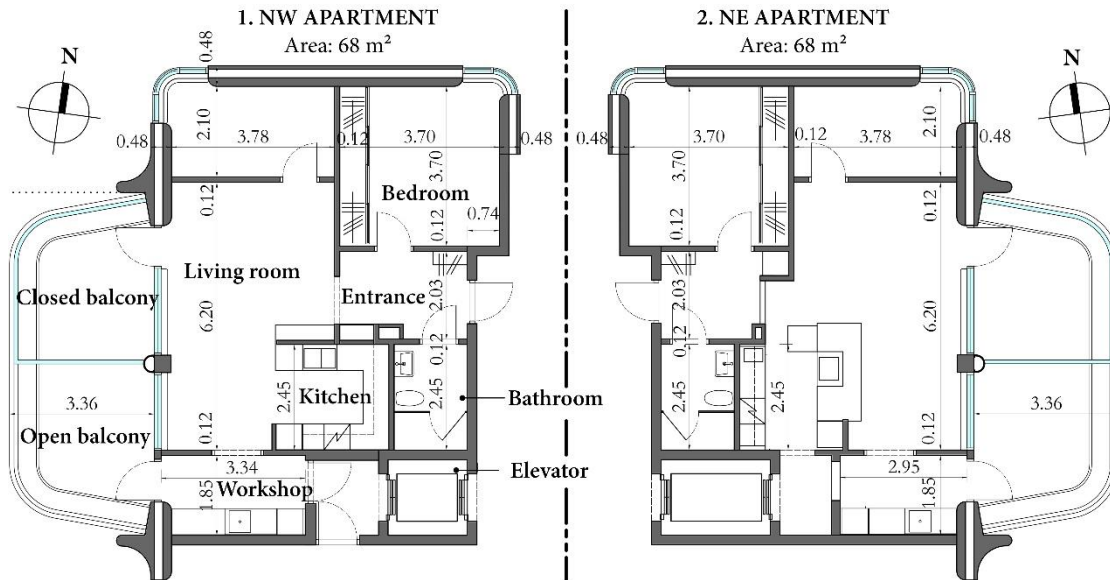 1. NW APARTMENT
Area: 68 m²
N
0.48
2.10
0.48
3.78
0.12
3.70
0.48
3.70
Bedroom
0.12
0.12
0.74
Living room
Closed balcony
Entrance
2.03
6.20
0.12
2.45
Kitchen
2.45
Bathroom
3.36
Open balcony
0.12
Elevator
3.34
Workshop
1.85
2. NE APARTMENT
Area: 68 m²
N
0.48
3.70
0.12
3.78
2.10
0.48
3.70
0.12
0.12
2.03
6.20
0.12
2.45
2.45
3.36
0.12
2.95
1.85